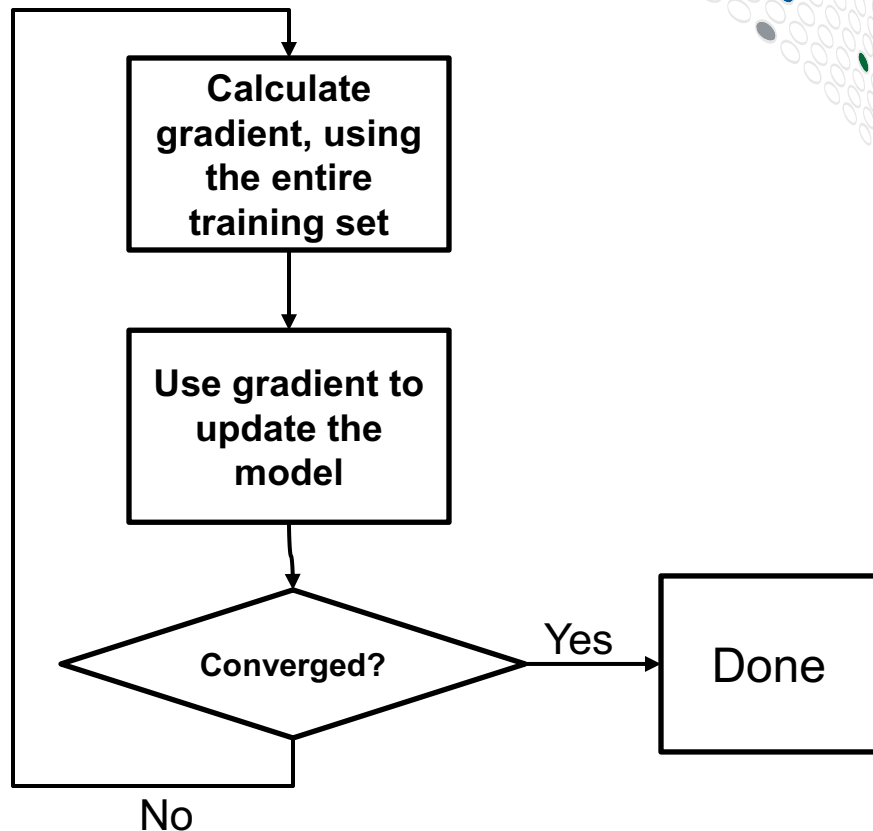 Calculate
gradient, using
the entire
training set
Use gradient to
update the
model
Converged?
Yes
Done
No